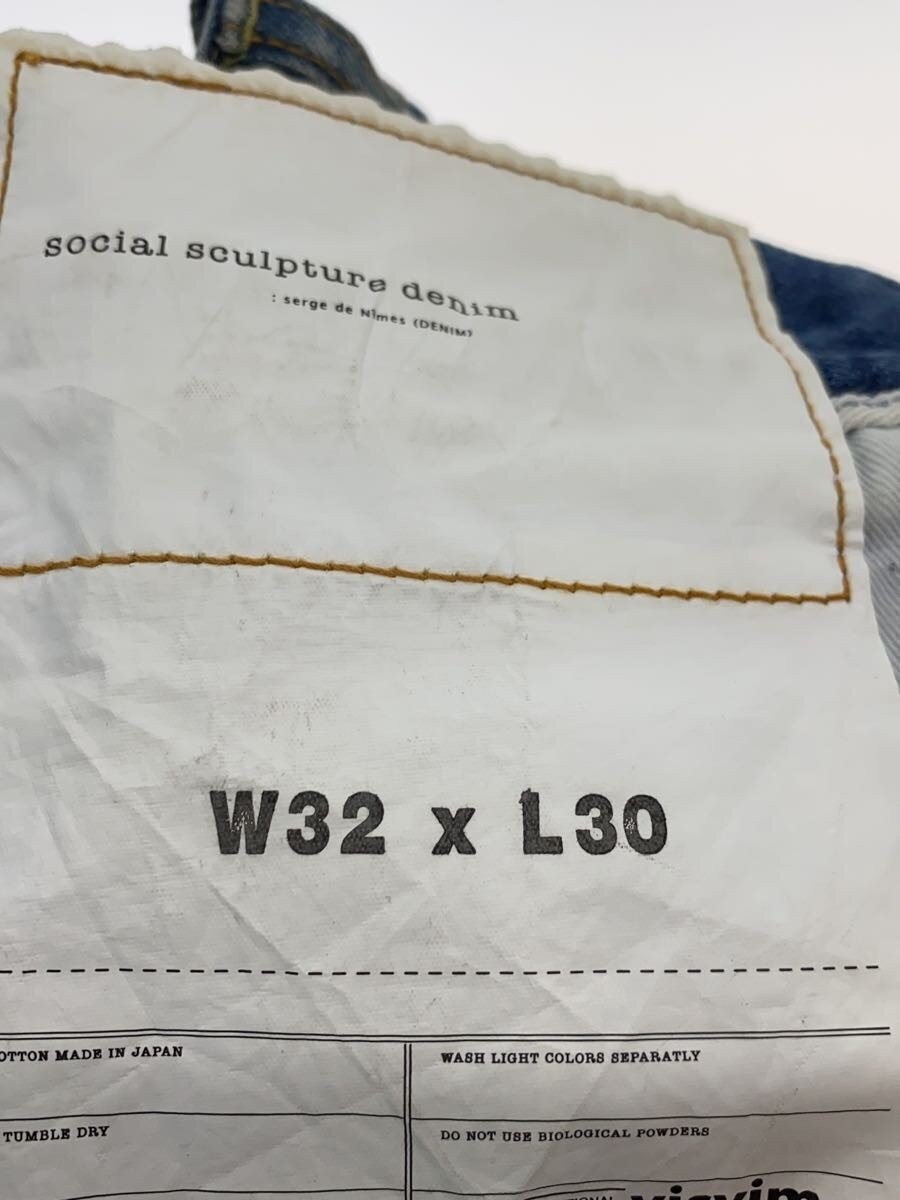 social sculpture denim
: serge de Nîmes (DENIM)
W32 x L30
OTTON MADE IN JAPAN
WASH LIGHT COLORS SEPARATLY
TUMBLE DRY
DO NOT USE BIOLOGICAL POWDERS
visvim